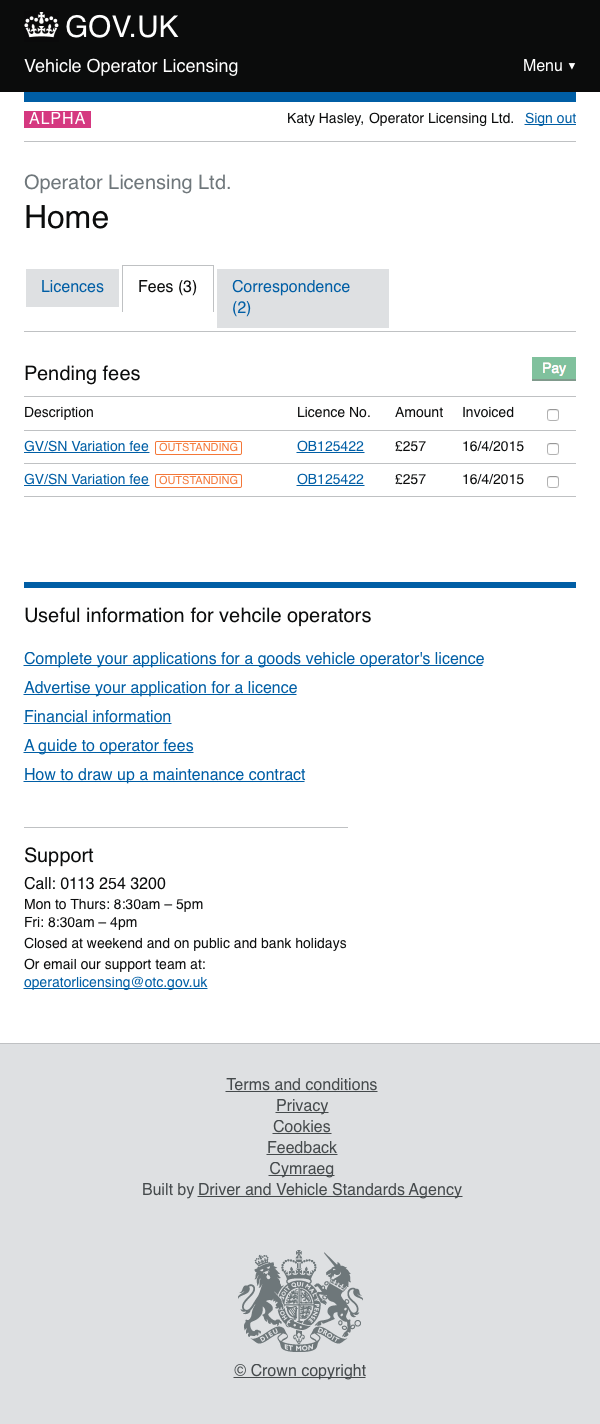 GOV.UK
Vehicle Operator Licensing
Menu ▼
ALPHA
Katy Hasley, Operator Licensing Ltd. Sign out
Operator Licensing Ltd.
Home
Licences
Fees (3)
Correspondence
(2)
Pending fees
Pay
Description Licence No. Amount Invoiced
GV/SN Variation fee OUTSTANDING OB125422 £257 16/4/2015
GV/SN Variation fee OUTSTANDING OB125422 £257 16/4/2015
Useful information for vehcile operators
Complete your applications for a goods vehicle operator's licence
Advertise your application for a licence
Financial information
A guide to operator fees
How to draw up a maintenance contract
Support
Call: 0113 254 3200
Mon to Thurs: 8:30am – 5pm
Fri: 8:30am – 4pm
Closed at weekend and on public and bank holidays
Or email our support team at:
operatorlicensing@otc.gov.uk
Terms and conditions
Privacy
Cookies
Feedback
Cymraeg
Built by Driver and Vehicle Standards Agency
DIEU ET MON DROIT
© Crown copyright